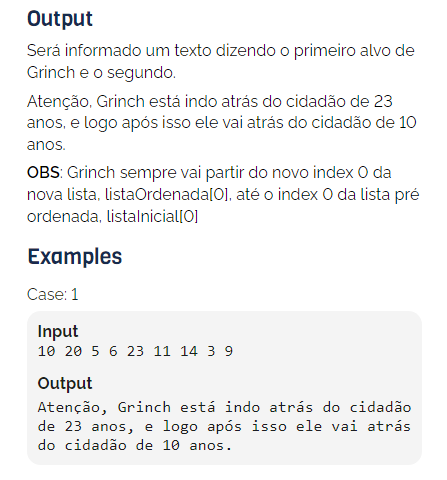 Output
Será informado um texto dizendo o primeiro alvo de
Grinch e o segundo.
Atenção, Grinch está indo atrás do cidadão de 23
anos, e logo após isso ele vai atrás do cidadão de 10
anos.
OBS: Grinch sempre vai partir do novo index 0 da
nova lista, listaOrdenada[0], até o index 0 da lista pré
ordenada, listaInicial[0]
Examples
Case: 1
Input
10 20 5 6 23 11 14 3 9
Output
Atenção, Grinch está indo atrás do cidadão
de 23 anos, e logo após isso ele vai atrás
do cidadão de 10 anos.